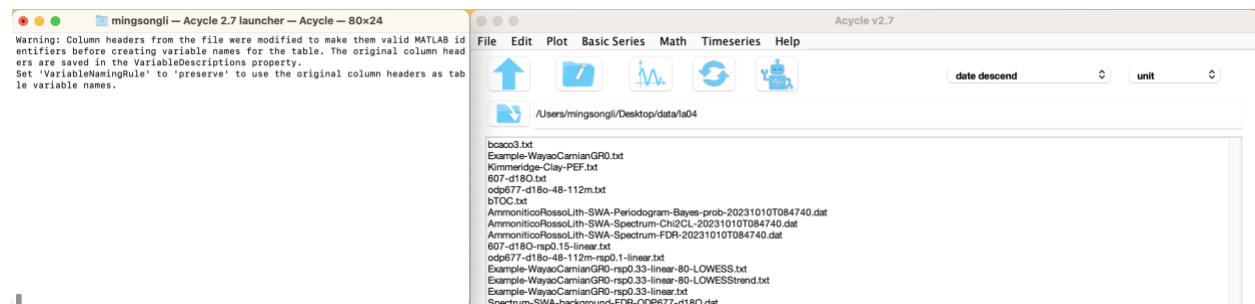 mingsongli — Acycle 2.7 launcher — Acycle — 80×24
Warning: Column headers from the file were modified to make them valid MATLAB id
entifiers before creating variable names for the table. The original column head
ers are saved in the VariableDescriptions property.
Set 'VariableNamingRule' to 'preserve' to use the original column headers as tab
le variable names.
Acycle v2.7
File Edit Plot Basic Series Math Timeseries Help
date descend unit
/Users/mingsongli/Desktop/data/la04
bcaco3.txt
Example-WayaoCarnianGR0.txt
Kimmeridge-Clay-PEF.txt
607-d18O.txt
odp677-d18o-48-112m.txt
bTOC.txt
AmmoniticoRossoLith-SWA-Periodogram-Bayes-prob-20231010T084740.dat
AmmoniticoRossoLith-SWA-Spectrum-Chi2CL-20231010T084740.dat
AmmoniticoRossoLith-SWA-Spectrum-FDR-20231010T084740.dat
607-d18O-rsp0.15-linear.txt
odp677-d18o-48-112m-rsp0.1-linear.txt
Example-WayaoCarnianGR0-rsp0.33-linear-80-LOWESS.txt
Example-WayaoCarnianGR0-rsp0.33-linear-80-LOWESStrend.txt
Example-WayaoCarnianGR0-rsp0.33-linear.txt
Spectrum-SWA-background-FDR-ODP677-d18O.dat